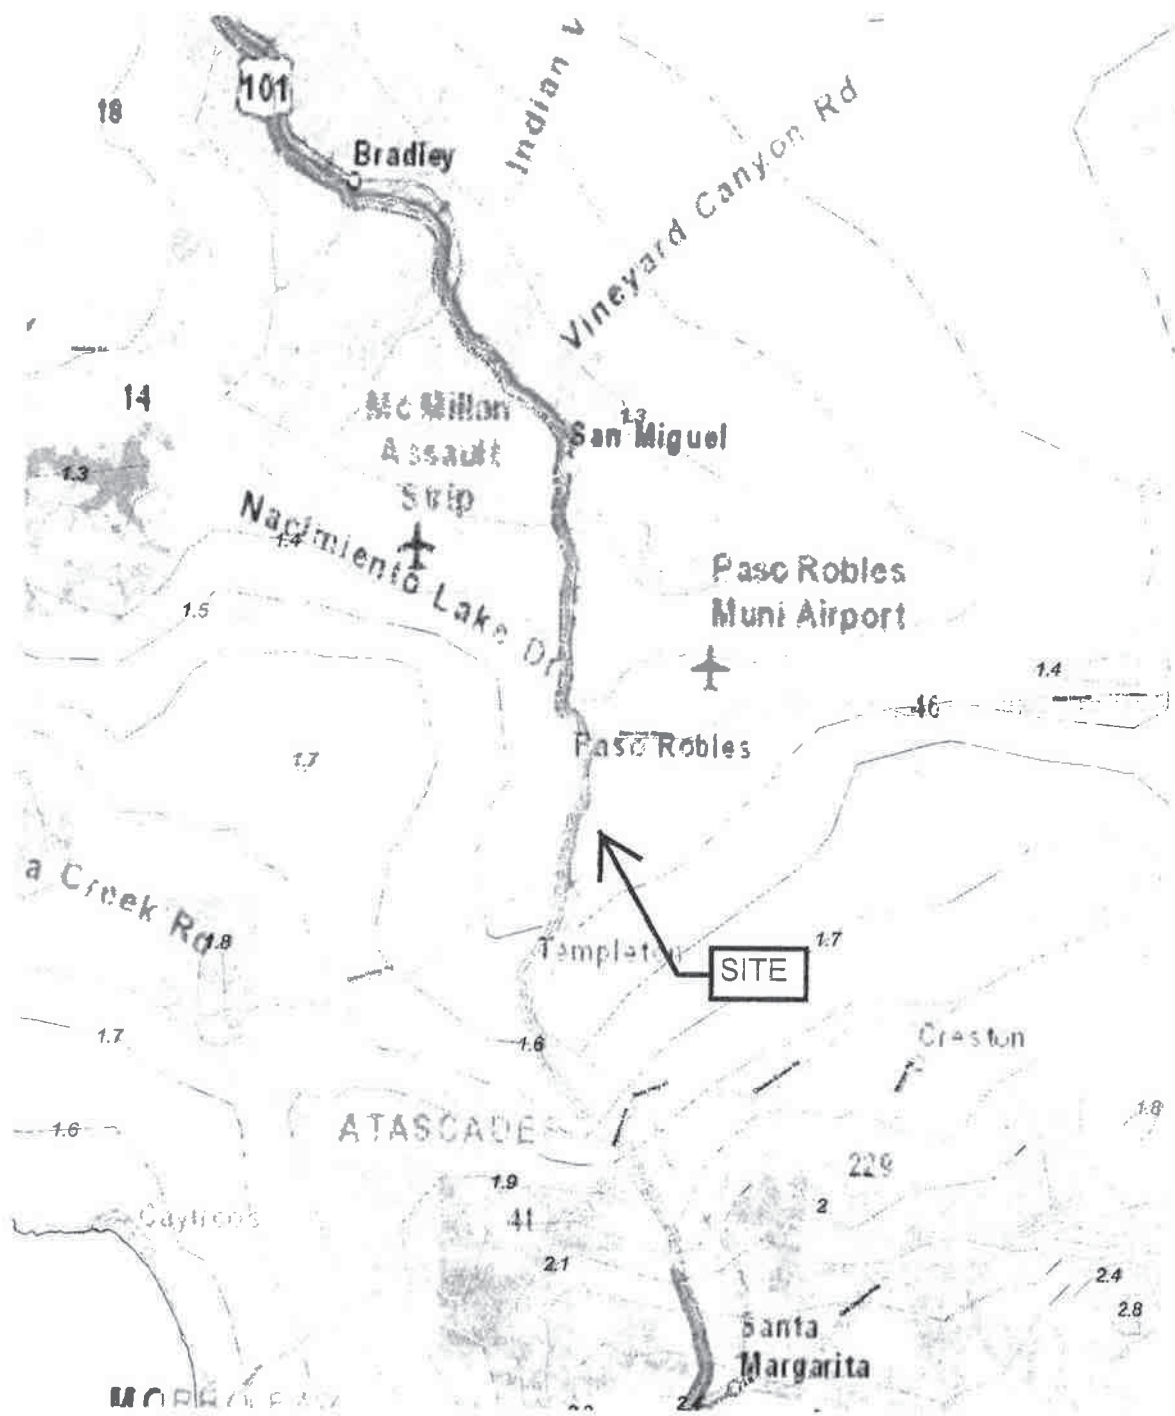 101
18
Indian V
Bradley
Vineyard Canyon Rd
14
Mc Millan
Assault
Strip
1.3
San Miguel
1.3
Nacimiento Lake Dr
1.4
1.5
Paso Robles
Muni Airport
1.4
46
Paso Robles
1.7
a Creek Rd
1.8
Templeton
1.7
SITE
1.7
1.6
Creston
1.6
ATASCADE
1.8
229
1.9
41
2
Cayucos
2.1
2.4
2.8
Santa
Margarita